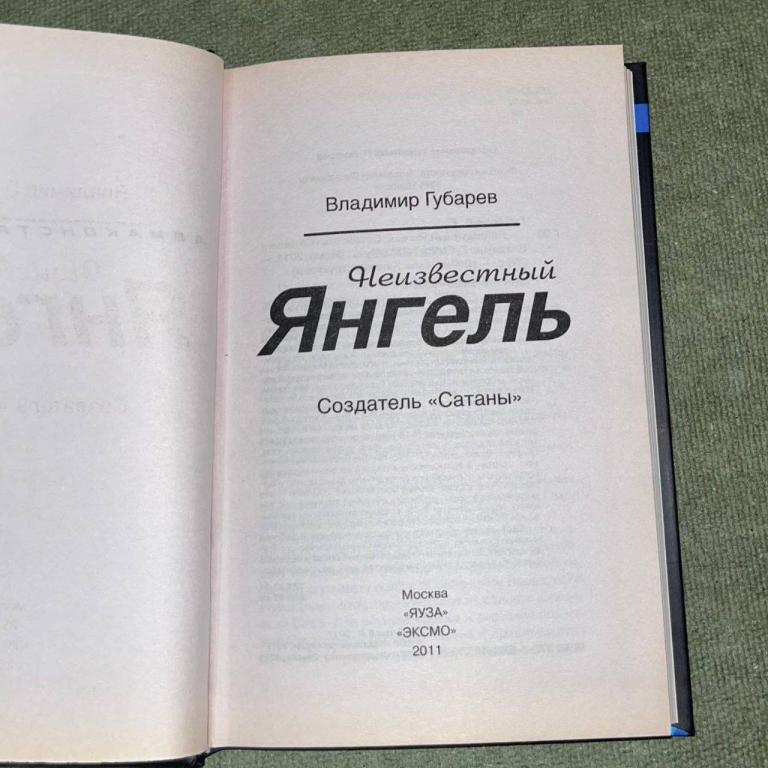 Владимир Губарев
Неизвестный
Янгель
Создатель «Сатаны»
Москва
«ЯУЗА»
«ЭКСМО»
2011